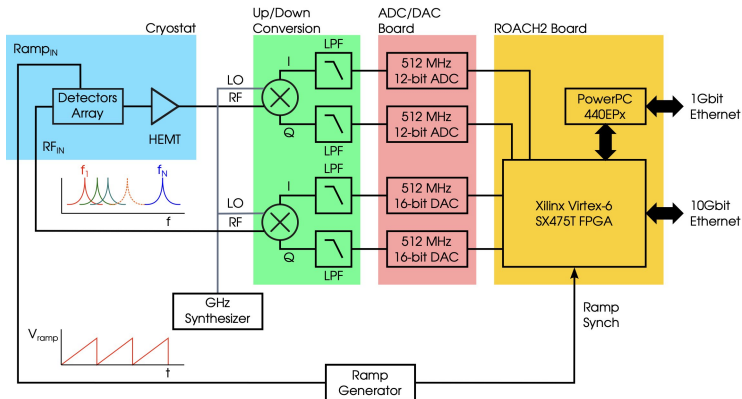 Up/Down
Conversion
ADC/DAC
Board
ROACH2 Board
Cryostat
Ramp_IN
Detectors
Array
HEMT
RF_IN
LO
RF
I
Q
LPF
LPF
512 MHz
12-bit ADC
512 MHz
12-bit ADC
PowerPC
440EPx
1Gbit
Ethernet
f_1
f_N
f
LO
RF
I
Q
LPF
LPF
512 MHz
16-bit DAC
512 MHz
16-bit DAC
Xilinx Virtex-6
SX475T FPGA
10Gbit
Ethernet
GHz
Synthesizer
Ramp
Synch
V_ramp
t
Ramp
Generator